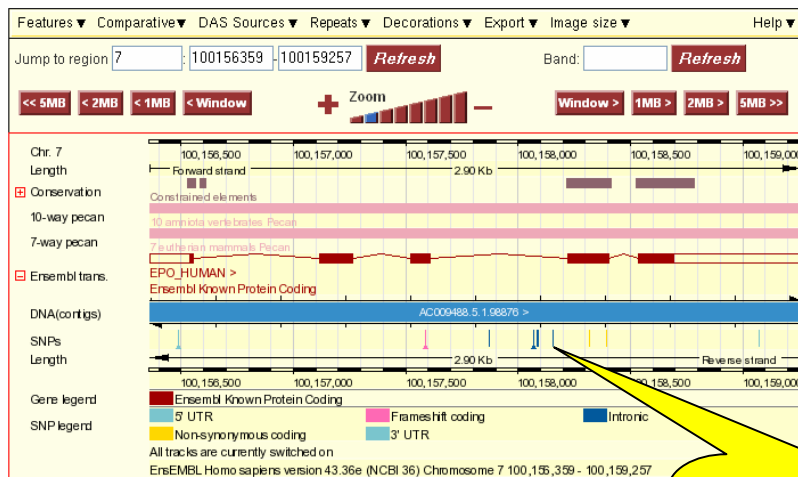 Features ▼ Comparative ▼ DAS Sources ▼ Repeats ▼ Decorations ▼ Export ▼ Image size ▼ Help ▼
Jump to region 7 : 100156359 - 100159257 Refresh Band: Refresh
<< 5MB < 2MB < 1MB < Window + Zoom - Window > 1MB > 2MB > 5MB >>
Chr. 7 100,156,500 100,157,000 100,157,500 100,158,000 100,158,500 100,159,000
Length Forward strand 2.90 Kb
Conservation
Constrained elements
10-way pecan
10 amniota vertebrates Pecan
7-way pecan
7 eutherian mammals Pecan
Ensembl trans. EPO_HUMAN >
Ensembl Known Protein Coding
DNA(contigs) AC009488.5.1.98876 >
SNPs
Length 2.90 Kb Reverse strand
100,156,500 100,157,000 100,157,500 100,158,000 100,158,500 100,159,000
Gene legend Ensembl Known Protein Coding
SNP legend 5' UTR Frameshift coding Intronic
Non-synonymous coding 3' UTR
All tracks are currently switched on
EnsEMBL Homo sapiens version 43.36e (NCBI 36) Chromosome 7 100,156,359 - 100,159,257